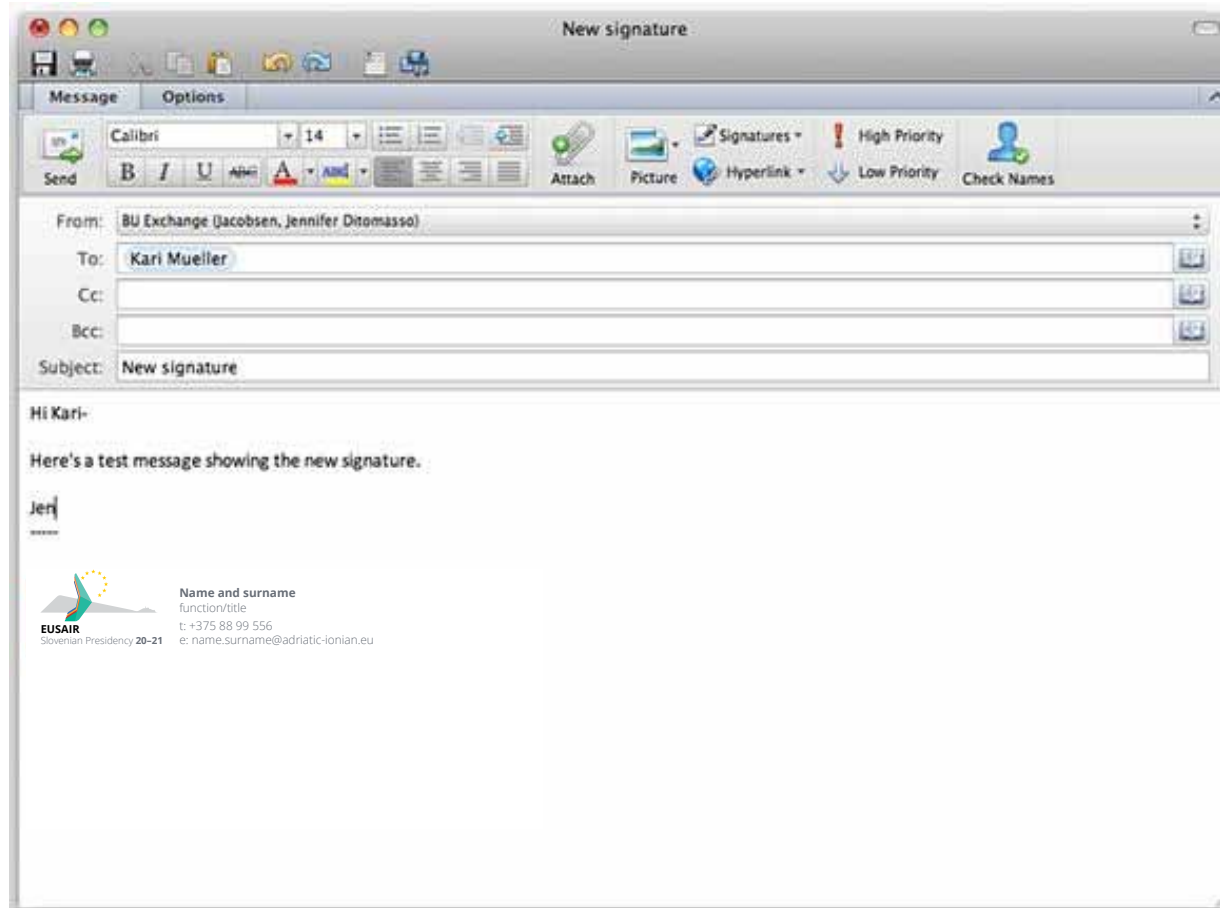 New signature
Message Options
Calibri 14 Signatures High Priority
Send B I U ABC A ABC Attach Picture Hyperlink Low Priority Check Names
From: BU Exchange (Jacobsen, Jennifer Ditomasso)
To: Kari Mueller
Cc:
Bcc:
Subject: New signature
Hi Kari-
Here's a test message showing the new signature.
Jen
-----
Name and surname
function/title
EUSAIR t: +375 88 99 556
Slovenian Presidency 20–21 e: name.surname@adriatic-ionian.eu